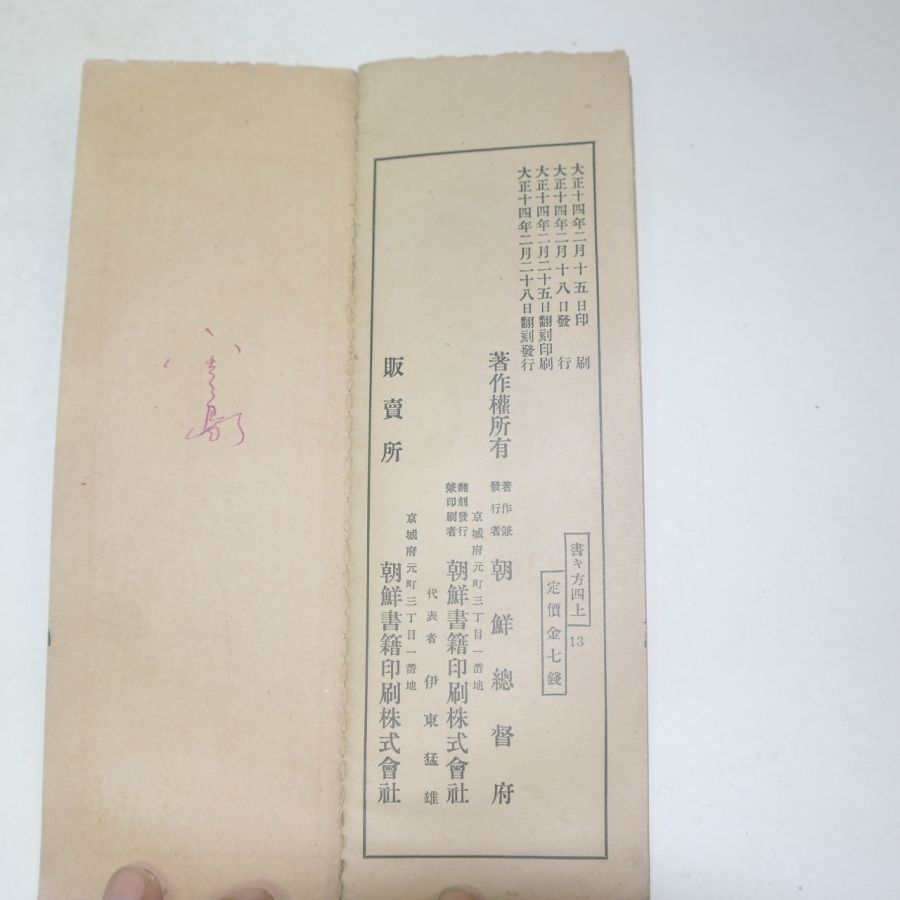 大正十四年二月十五日印刷
大正十四年二月十八日發行
大正十四年二月二十五日翻刻印刷
大正十四年二月二十八日翻刻發行
書キ方四上
13
定價金七錢
著作權所有
著作兼
發行者
朝鮮總督府
京城府元町三丁目一番地
翻刻發行
兼印刷者
朝鮮書籍印刷株式會社
代表者 伊東猛雄
京城府元町三丁目一番地
販賣所
朝鮮書籍印刷株式會社